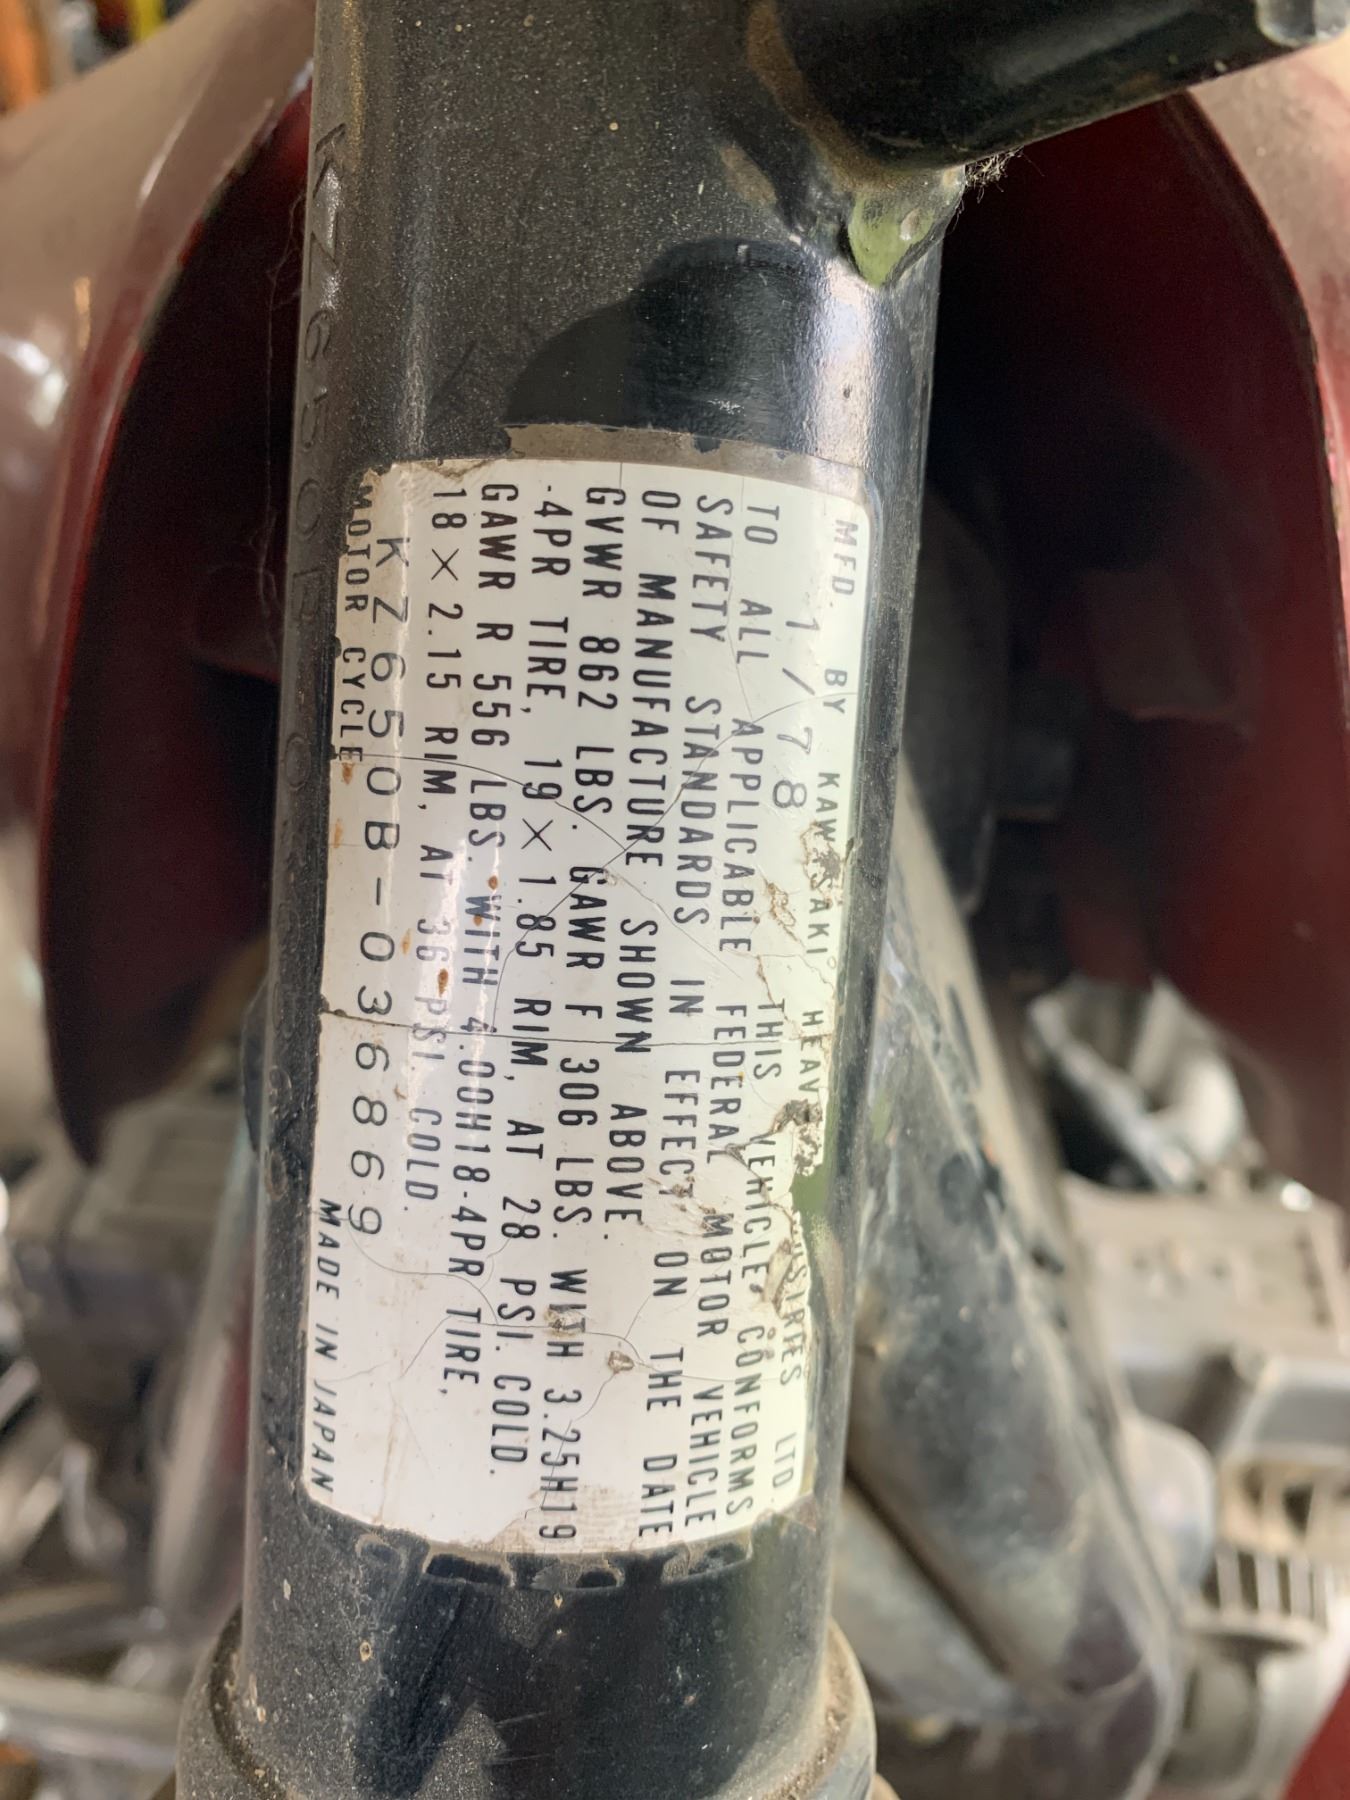 MFD. BY KAWASAKI HEAVY INDUSTRIES LTD
1/78 THIS VEHICLE CONFORMS
TO ALL APPLICABLE FEDERAL MOTOR VEHICLE
SAFETY STANDARDS IN EFFECT ON THE DATE
OF MANUFACTURE SHOWN ABOVE.
GVWR 862 LBS. GAWR F 306 LBS. WITH 3.25H19
-4PR TIRE, 19 × 1.85 RIM, AT 28 PSI. COLD.
GAWR R 556 LBS. WITH 4.00H18-4PR TIRE,
18 × 2.15 RIM, AT 36 PSI. COLD.
KZ650B-036869
MOTOR CYCLE MADE IN JAPAN